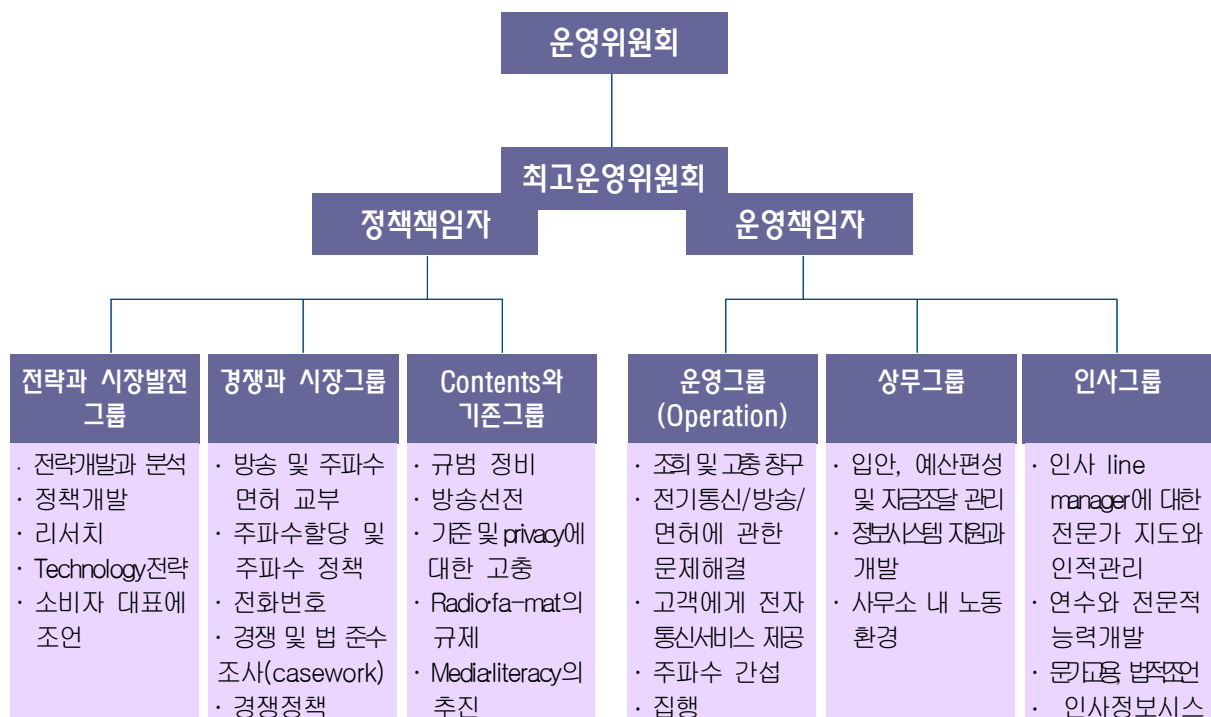 운영위원회
최고운영위원회
정책책임자
운영책임자
전략과 시장발전
그룹
· 전략개발과 분석
· 정책개발
· 리서치
· Technology전략
· 소비자 대표에
조언
경쟁과 시장그룹
· 방송 및 주파수
면허 교부
· 주파수할당 및
주파수 정책
· 전화번호
· 경쟁 및 법 준수
조사(casework)
· 경쟁정책
Contents와
기존그룹
· 규범 정비
· 방송선전
· 기준 및 privacy에
대한 고충
· Radio·fa-mat의
규제
· Media·literacy의
추진
운영그룹
(Operation)
· 조회 및 고충 창구
· 전기통신/방송/
면허에 관한
문제해결
· 고객에게 전자
통신서비스 제공
· 주파수 간섭
· 집행
상무그룹
· 입안, 예산편성
및 자금조달 관리
· 정보시스템 지원과
개발
· 사무소 내 노동
환경
인사그룹
· 인사 line
manager에 대한
전문가 지도와
인적관리
· 연수와 전문적
능력개발
· 문가고용, 법적조언
· 인사정보시스